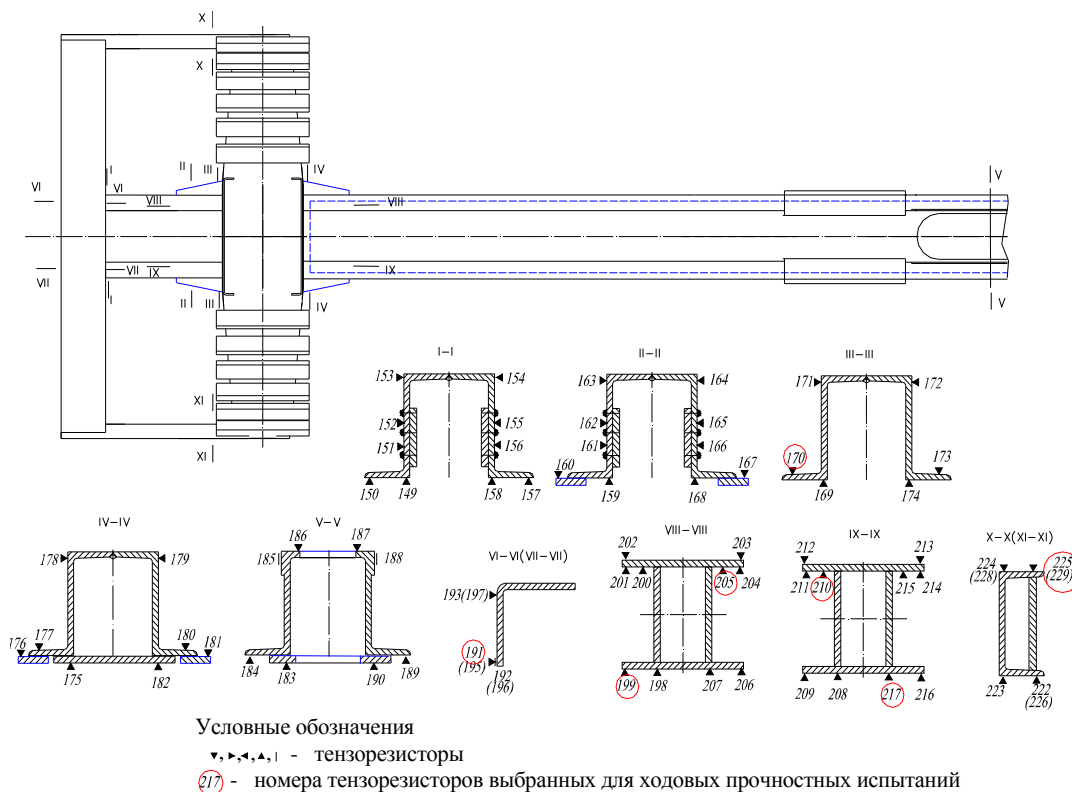 X
X
I
II
III
IV
V
VI
VI
VIII
VIII
VII
VII
IX
IX
I
II
III
IV
V
XI
XI
I-I
II-II
III-III
153
154
163
164
171
172
152
155
162
165
151
156
161
166
160
167
170
173
150
149
158
157
159
168
169
174
IV-IV
V-V
VI-VI(VII-VII)
VIII-VIII
IX-IX
X-X(XI-XI)
178
179
185
186
187
188
193(197)
202
203
212
213
224
(228)
225
(229)
201
200
205
204
211
210
215
214
176
177
180
181
184
189
191
(195)
192
(196)
175
182
183
190
199
198
207
206
209
208
217
216
223
222
(226)
Условные обозначения
▼,►,◄,▲,| - тензорезисторы
217 - номера тензорезисторов выбранных для ходовых прочностных испытаний